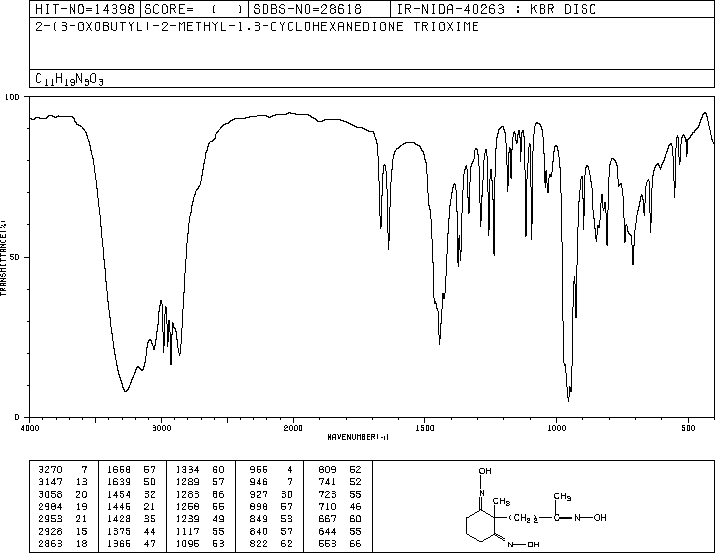 HIT-NO=14398 SCORE= ( ) SDBS-NO=28618 IR-NIDA-40263 : KBR DISC
2-(3-OXOBUTYL)-2-METHYL-1,3-CYCLOHEXANEDIONE TRIOXIME
C11H19N3O3
100
50
0
TRANSMITTANCE(%)
4000 3000 2000 1500 1000 500
WAVENUMBER(-1)
3270 7 1668 57 1334 60 966 4 809 52
3147 13 1639 50 1289 57 946 7 741 52
3058 20 1454 32 1263 86 927 30 723 55
2984 19 1446 21 1258 55 898 57 710 46
2953 21 1428 35 1239 49 849 53 667 60
2928 15 1375 44 1117 55 840 57 644 55
2863 18 1366 47 1095 53 822 62 553 66
OH
N
CH3
(CH2)2
CH3
C
N
OH
N
OH